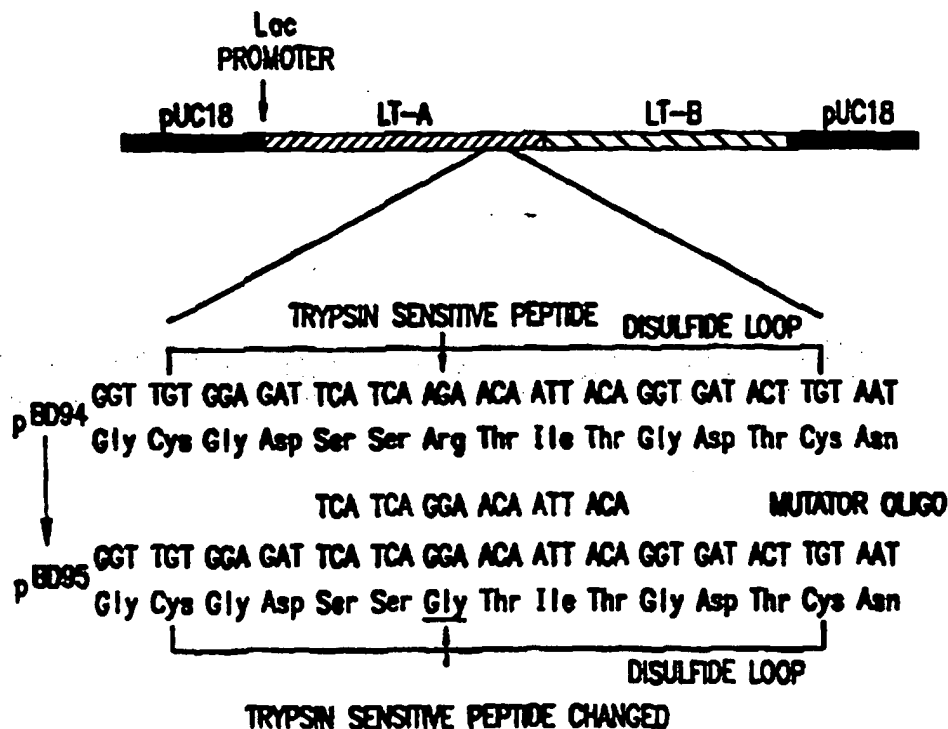 Lac
PROMOTER
pUC18 LT-A LT-B pUC18
TRYPSIN SENSITIVE PEPTIDE
DISULFIDE LOOP
pBD94
GGT TGT GGA GAT TCA TCA AGA ACA ATT ACA GGT GAT ACT TGT AAT
Gly Cys Gly Asp Ser Ser Arg Thr Ile Thr Gly Asp Thr Cys Asn
TCA TCA GGA ACA ATT ACA MUTATOR OLIGO
pBD95
GGT TGT GGA GAT TCA TCA GGA ACA ATT ACA GGT GAT ACT TGT AAT
Gly Cys Gly Asp Ser Ser Gly Thr Ile Thr Gly Asp Thr Cys Asn
DISULFIDE LOOP
TRYPSIN SENSITIVE PEPTIDE CHANGED